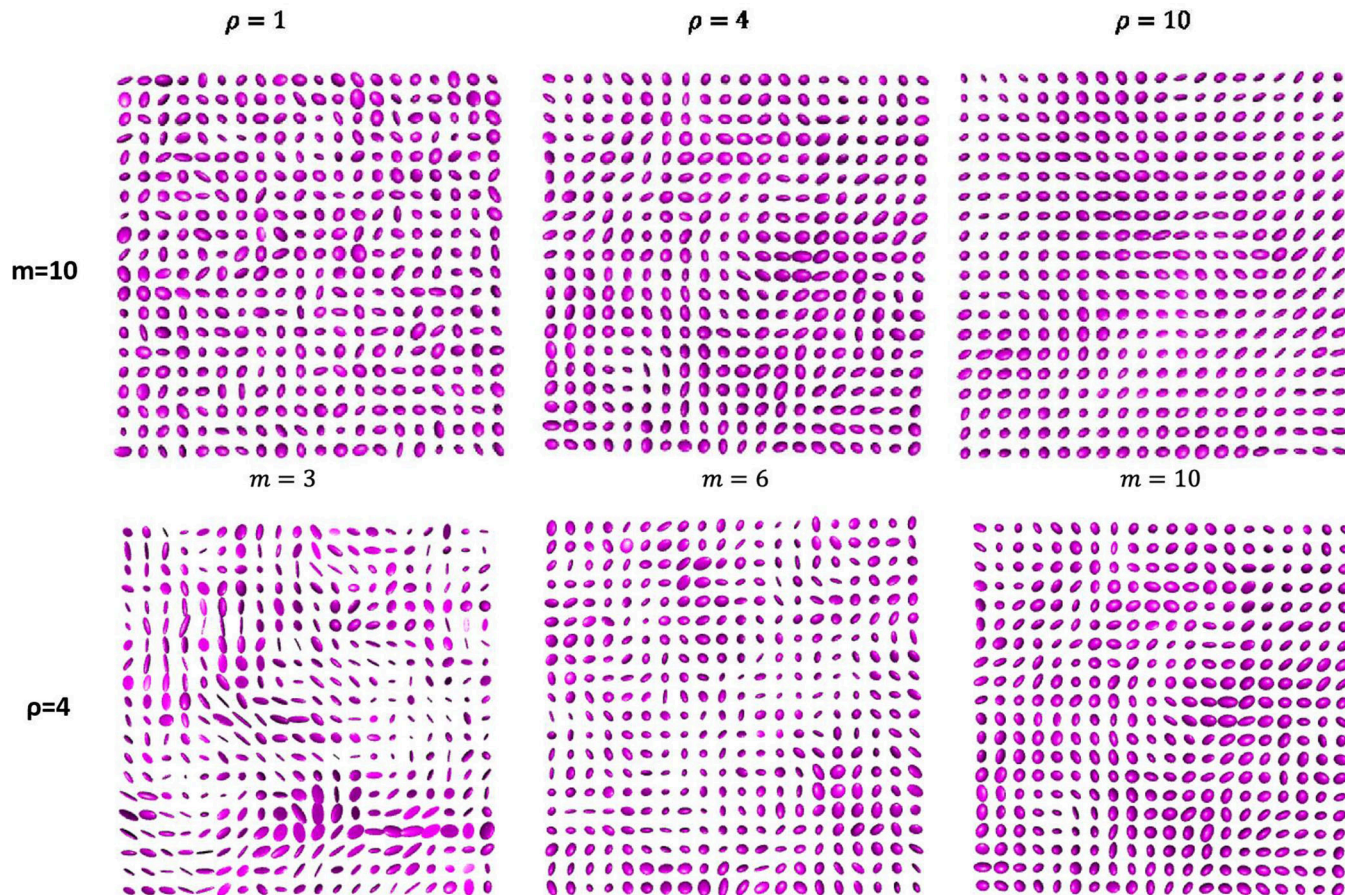 ρ = 1 ρ = 4 ρ = 10
m=10
m = 3 m = 6 m = 10
ρ=4